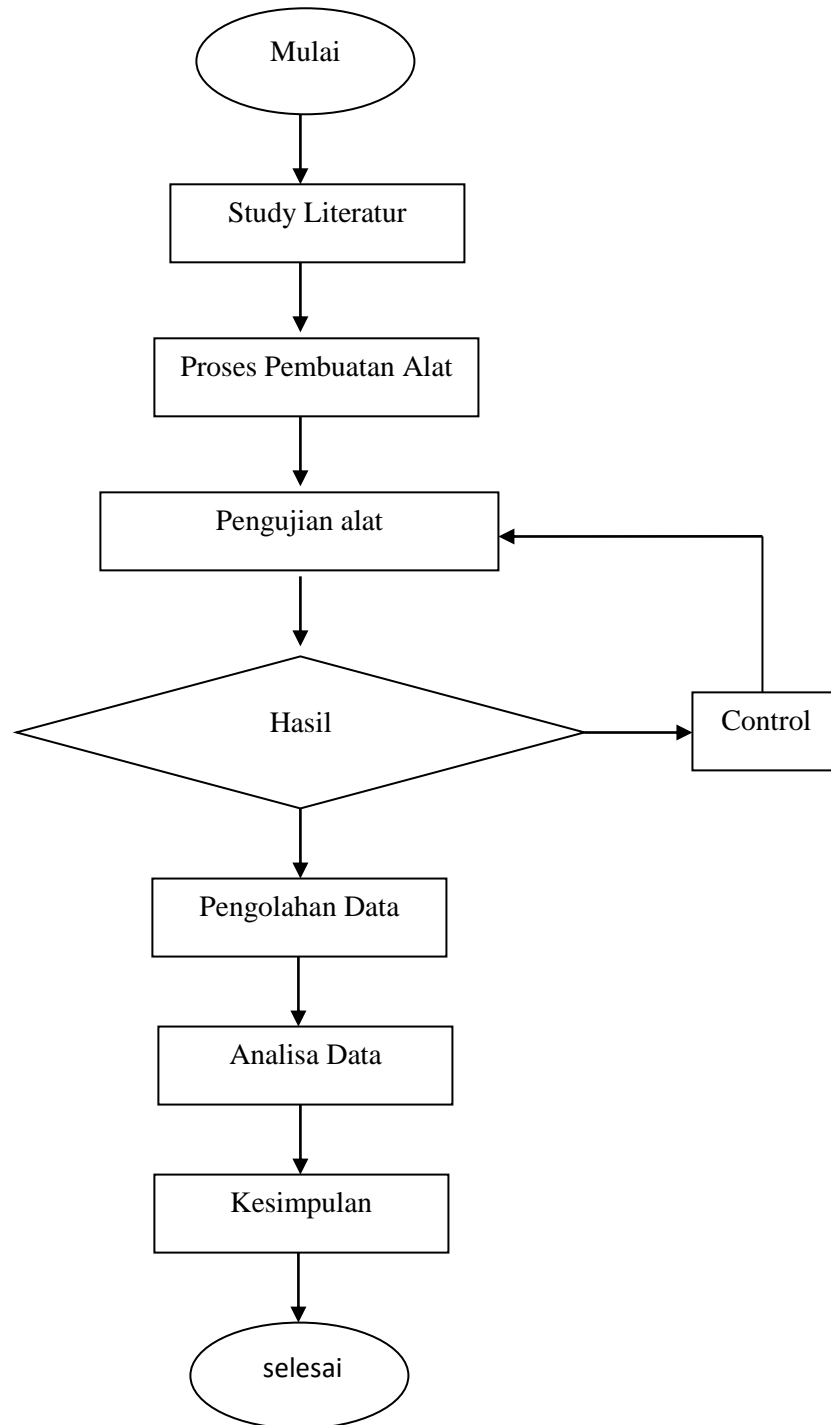 Mulai
Study Literatur
Proses Pembuatan Alat
Pengujian alat
Hasil
Control
Pengolahan Data
Analisa Data
Kesimpulan
selesai